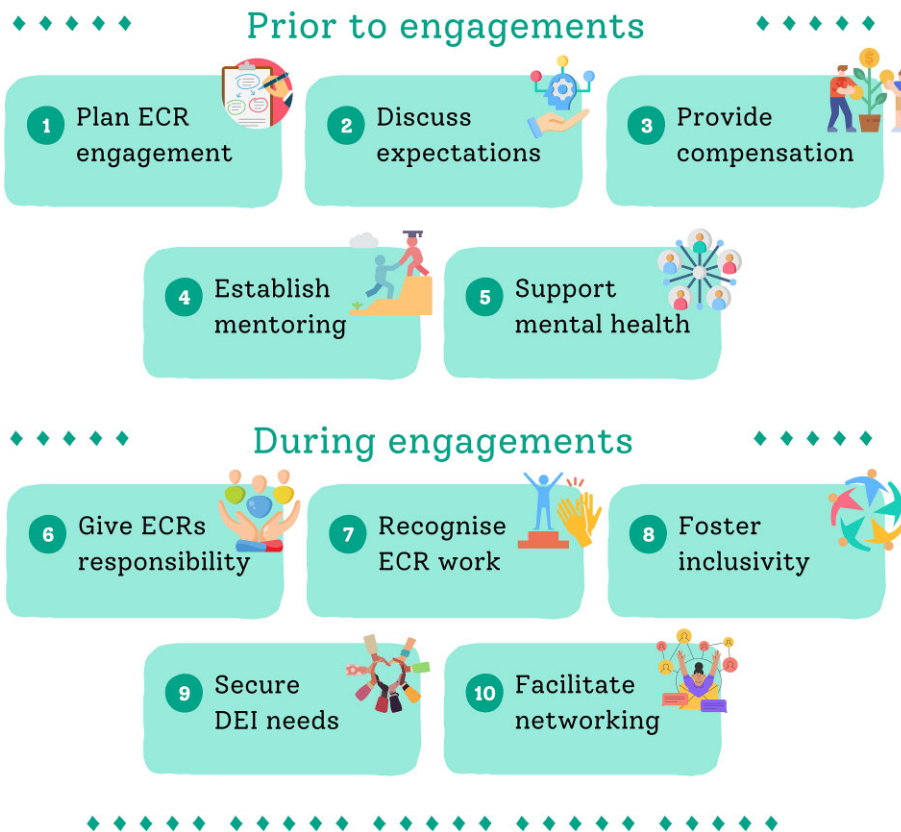 Prior to engagements
1 Plan ECR
engagement
2 Discuss
expectations
3 Provide
compensation
4 Establish
mentoring
5 Support
mental health
During engagements
6 Give ECRs
responsibility
7 Recognise
ECR work
8 Foster
inclusivity
9 Secure
DEI needs
10 Facilitate
networking